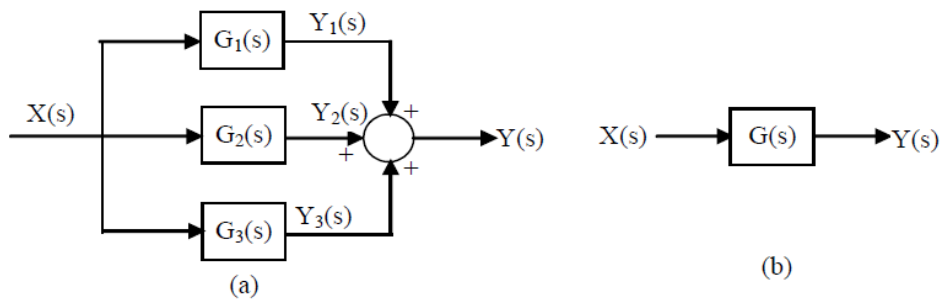 Y₁(s)
G₁(s)
+
X(s)
Y₂(s)
G₂(s)
+
Y(s)
+
Y₃(s)
G₃(s)
(a)
X(s)
G(s)
Y(s)
(b)